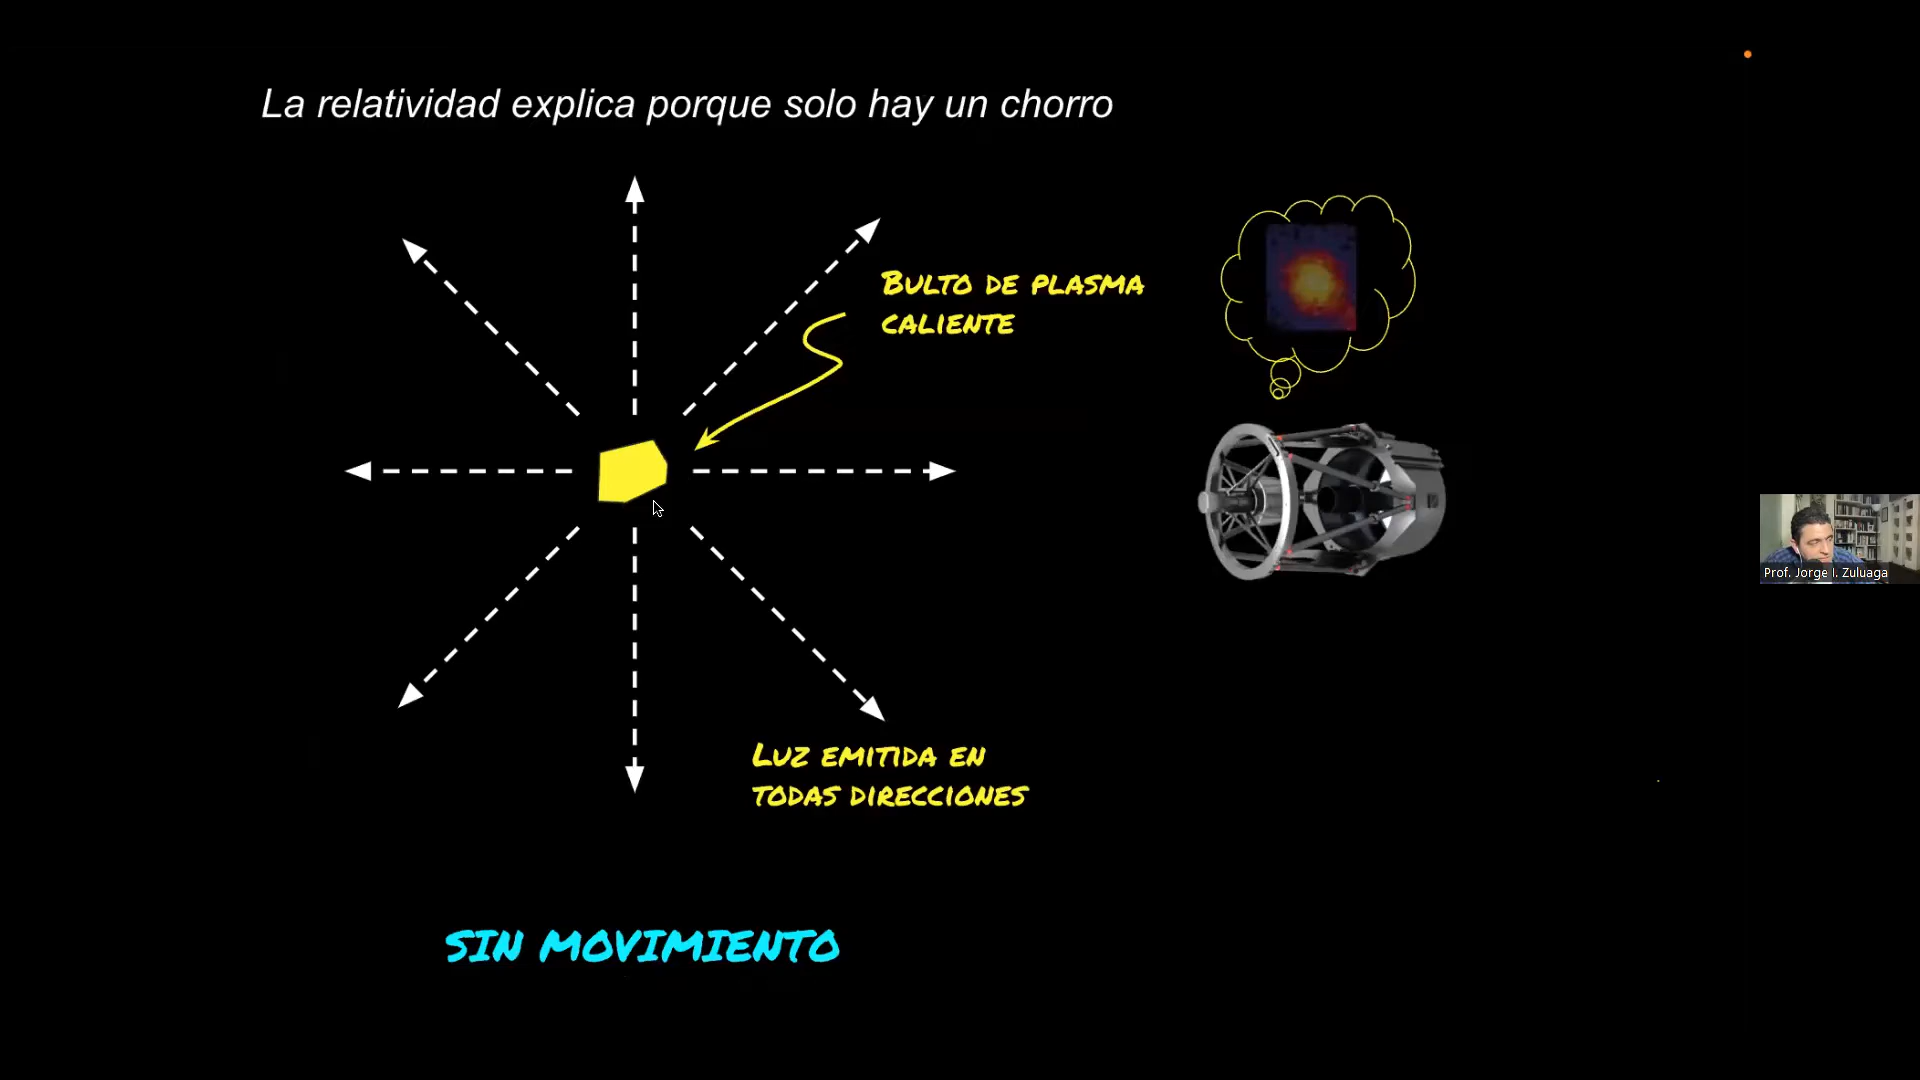 La relatividad explica porque solo hay un chorro
BULTO DE PLASMA
CALIENTE
Prof. Jorge I. Zuluaga
LUZ EMITIDA EN
TODAS DIRECCIONES
SIN MOVIMIENTO